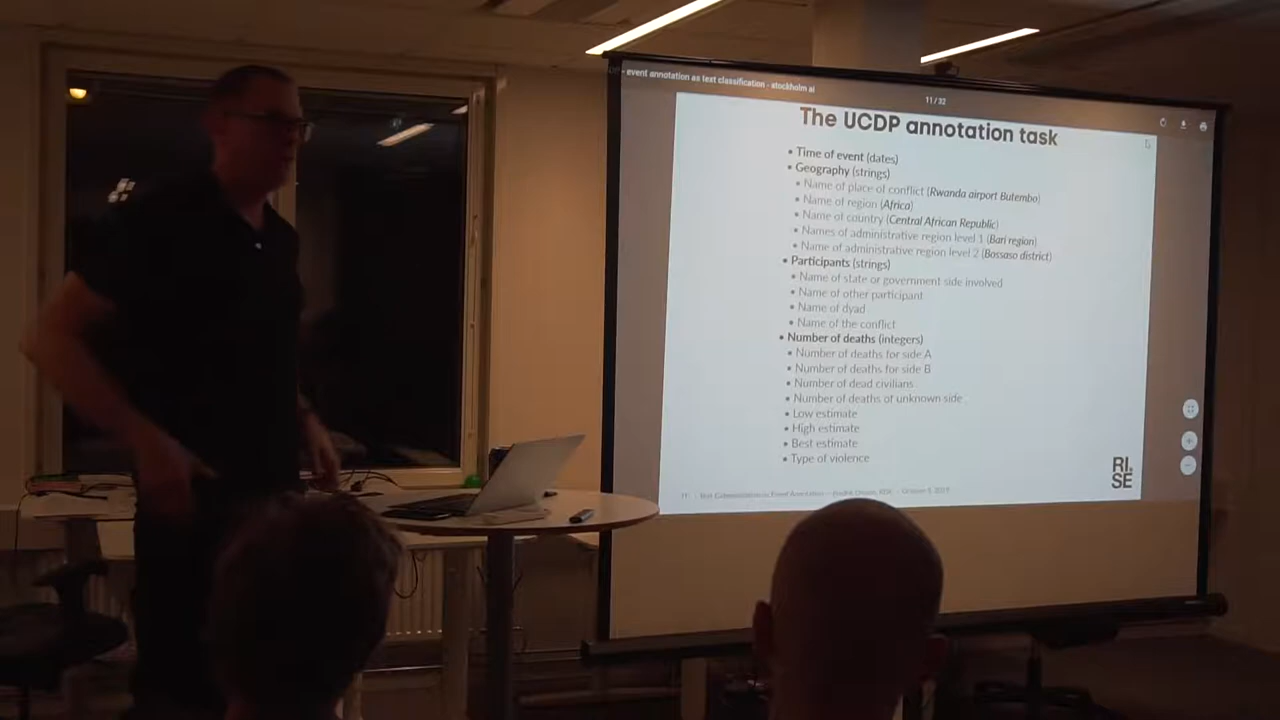 event annotation as text classification - stockholm ai
11 / 32
The UCDP annotation task
• Time of event (dates)
• Geography (strings)
• Name of place of conflict (Rwanda airport Butembo)
• Name of region (Africa)
• Name of country (Central African Republic)
• Names of administrative region level 1 (Bari region)
• Name of administrative region level 2 (Bossaso district)
• Participants (strings)
• Name of state or government side involved
• Name of other participant
• Name of dyad
• Name of the conflict
• Number of deaths (integers)
• Number of deaths for side A
• Number of deaths for side B
• Number of dead civilians
• Number of deaths of unknown side
• Low estimate
• High estimate
• Best estimate
• Type of violence
RI.
SE